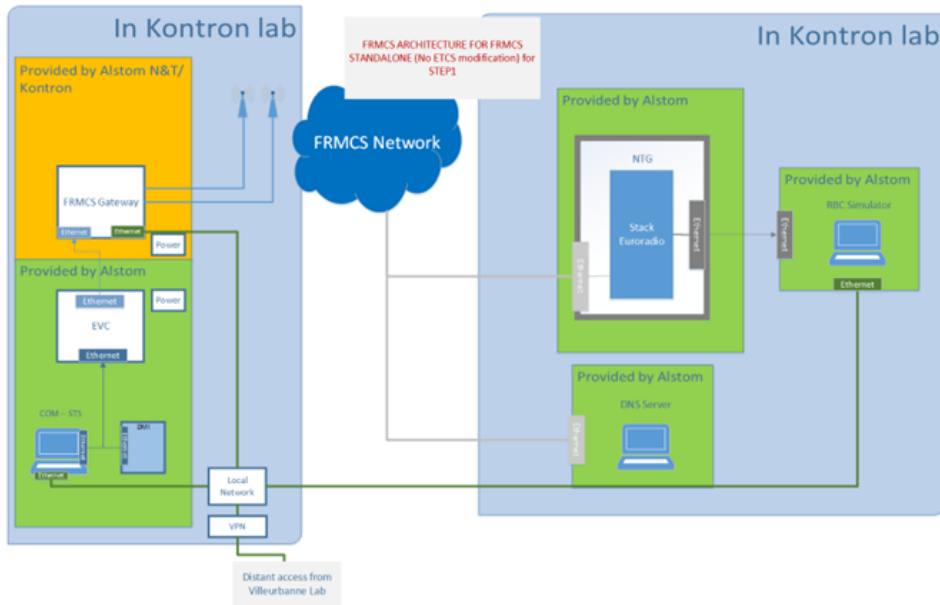 In Kontron lab
Provided by Alstom N&T/
Kontron
FRMCS Gateway
Ethernet
Ethernet
Power
Provided by Alstom
Ethernet
Power
EVC
Ethernet
COM – STS
Ethernet
Ethernet
DMI
Ethernet
Local
Network
VPN
Distant access from
Villeurbanne Lab
FRMCS ARCHITECTURE FOR FRMCS
STANDALONE (No ETCS modification) for
STEP1
FRMCS Network
In Kontron lab
Provided by Alstom
NTG
Stack
Euroradio
Ethernet
Ethernet
Provided by Alstom
RBC Simulator
Ethernet
Ethernet
Provided by Alstom
DNS Server
Ethernet